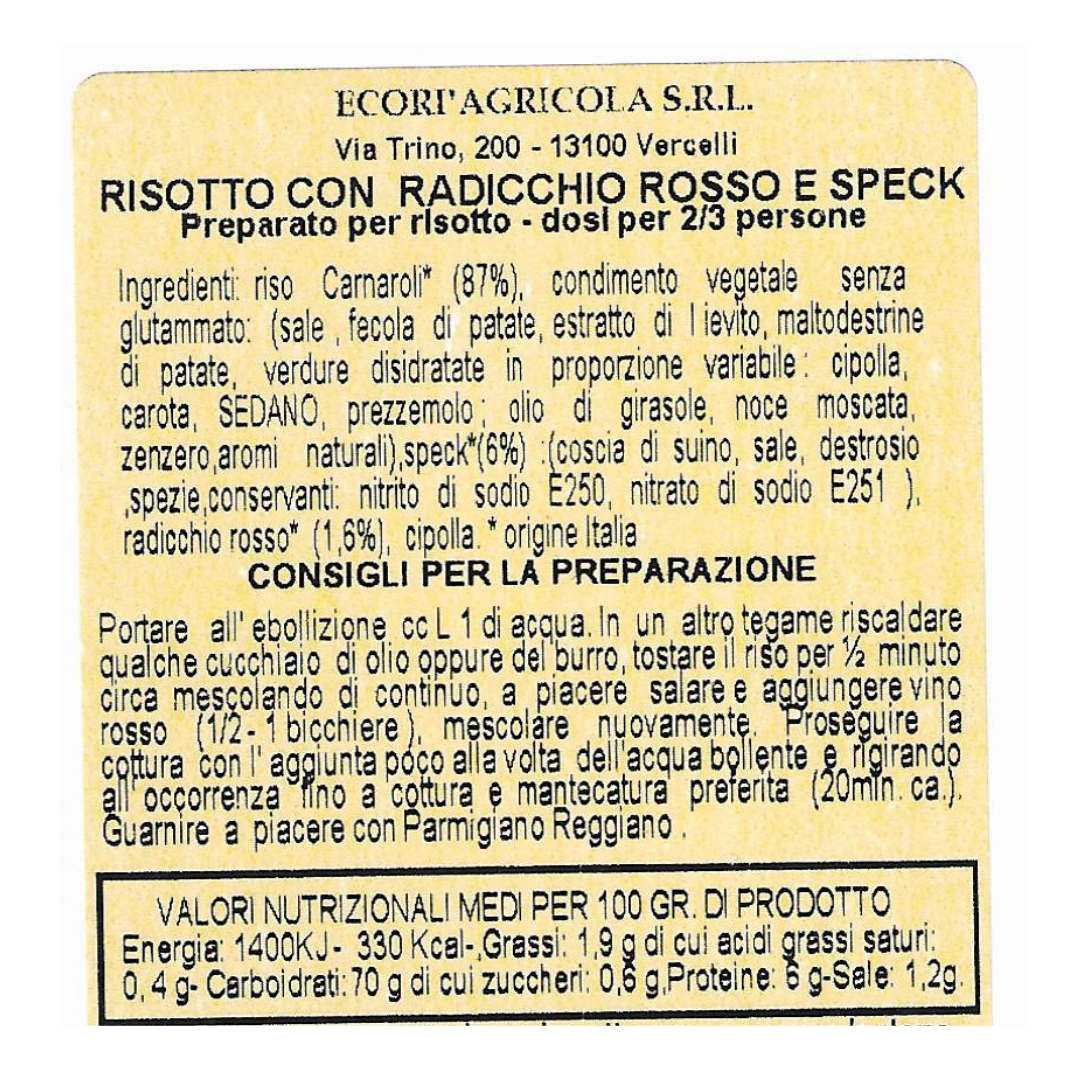 ECORI'AGRICOLA S.R.L.
Via Trino, 200 - 13100 Vercelli
RISOTTO CON RADICCHIO ROSSO E SPECK
Preparato per risotto - dosi per 2/3 persone
Ingredienti: riso Carnaroli* (87%), condimento vegetale senza
glutammato: (sale , fecola di patate, estratto di l ievito, maltodestrine
di patate, verdure disidratate in proporzione variabile : cipolla,
carota, SEDANO, prezzemolo ; olio di girasole, noce moscata,
zenzero,aromi naturali),speck*(6%) :(coscia di suino, sale, destrosio
,spezie,conservanti: nitrito di sodio E250, nitrato di sodio E251 ),
radicchio rosso* (1,6%), cipolla. * origine Italia
CONSIGLI PER LA PREPARAZIONE
Portare all' ebollizione cc L 1 di acqua. In un altro tegame riscaldare
qualche cucchiaio di olio oppure del burro, tostare il riso per ½ minuto
circa mescolando di continuo, a piacere salare e aggiungere vino
rosso (1/2- 1 bicchiere ), mescolare nuovamente. Proseguire la
cottura con l' aggiunta poco alla volta dell'acqua bollente e rigirando
all' occorrenza fino a cottura e mantecatura preferita (20min. ca.).
Guarnire a piacere con Parmigiano Reggiano .
VALORI NUTRIZIONALI MEDI PER 100 GR. DI PRODOTTO
Energia: 1400KJ- 330 Kcal-,Grassi: 1,9 g di cui acidi grassi saturi:
0, 4 g- Carboidrati: 70 g di cui zuccheri: 0,6 g,Proteine: 6 g-Sale: 1,2g.